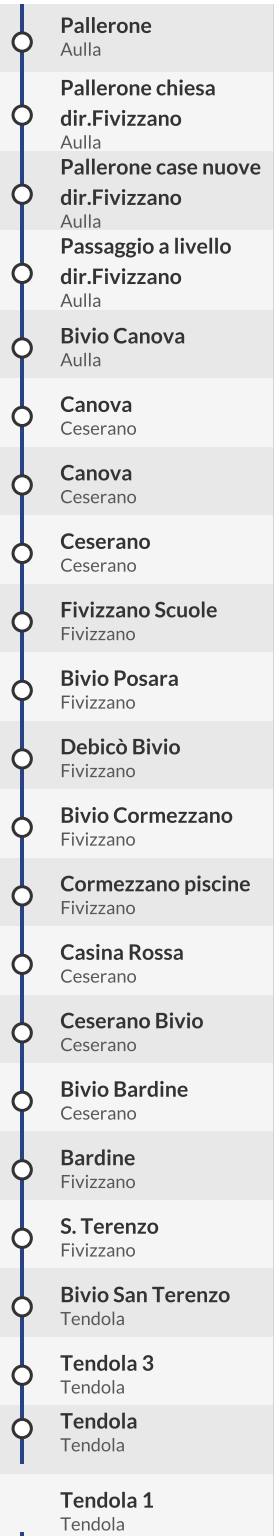 Pallerone
Aulla
Pallerone chiesa
dir.Fivizzano
Aulla
Pallerone case nuove
dir.Fivizzano
Aulla
Passaggio a livello
dir.Fivizzano
Aulla
Bivio Canova
Aulla
Canova
Ceserano
Canova
Ceserano
Ceserano
Ceserano
Fivizzano Scuole
Fivizzano
Bivio Posara
Fivizzano
Debicò Bivio
Fivizzano
Bivio Cormezzano
Fivizzano
Cormezzano piscine
Fivizzano
Casina Rossa
Ceserano
Ceserano Bivio
Ceserano
Bivio Bardine
Ceserano
Bardine
Fivizzano
S. Terenzo
Fivizzano
Bivio San Terenzo
Tendola
Tendola 3
Tendola
Tendola
Tendola
Tendola 1
Tendola